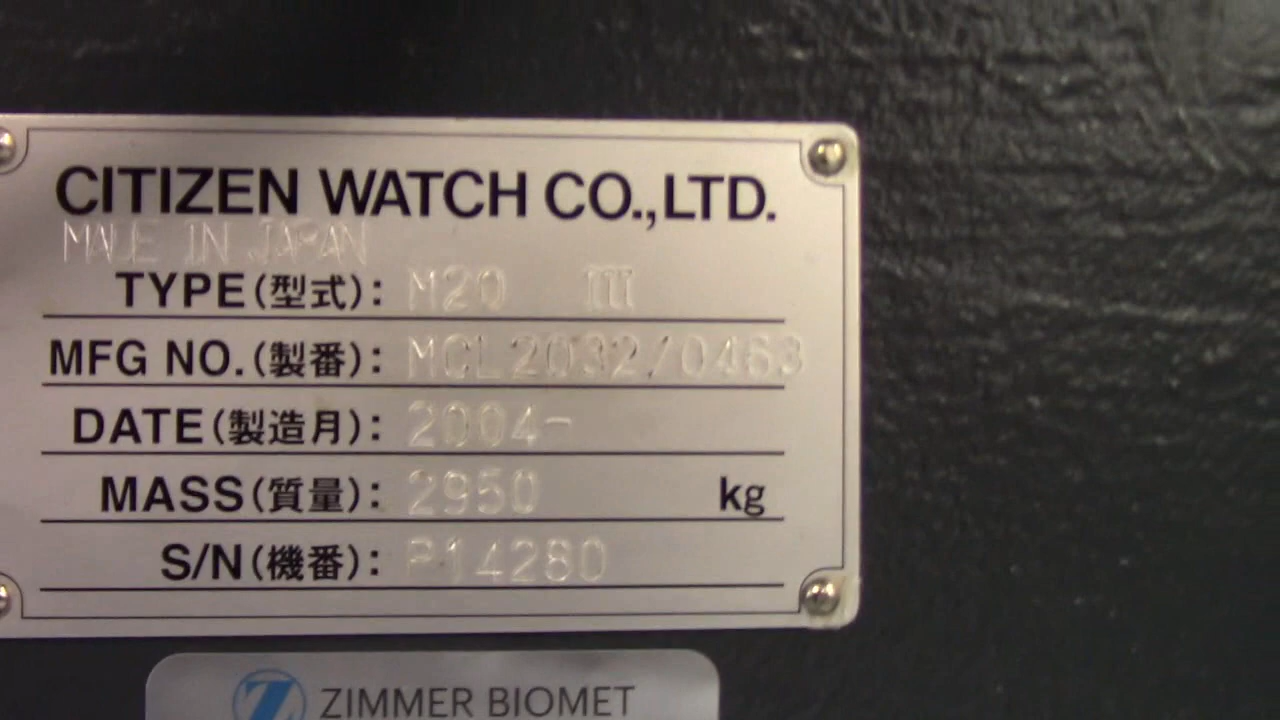 CITIZEN WATCH CO.,LTD.
MADE IN JAPAN
TYPE(型式): M20 III
MFG NO.(製番): MCL2032/0463
DATE(製造月): 2004-
MASS(質量): 2950 kg
S/N(機番): P14280
ZIMMER BIOMET